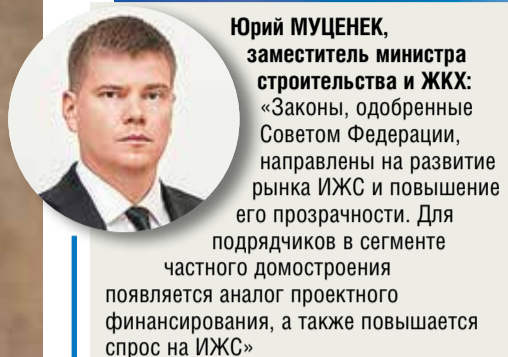 Юрий МУЦЕНЕК,
заместитель министра
строительства и ЖКХ:
«Законы, одобренные
Советом Федерации,
направлены на развитие
рынка ИЖС и повышение
его прозрачности. Для
подрядчиков в сегменте
частного домостроения
появляется аналог проектного
финансирования, а также повышается
спрос на ИЖС»